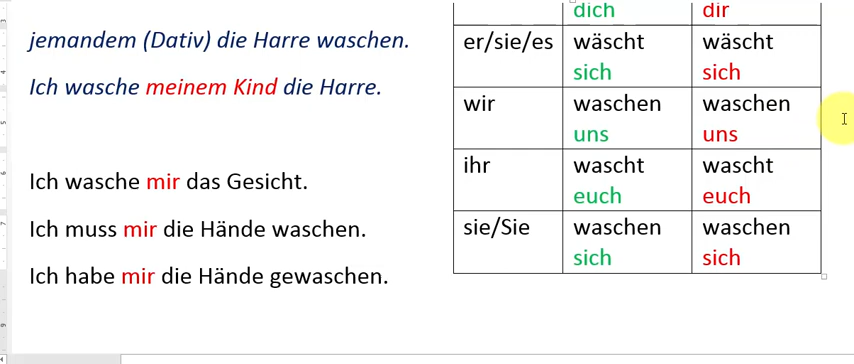 jemandem (Dativ) die Harre waschen.
Ich wasche meinem Kind die Harre.
Ich wasche mir das Gesicht.
Ich muss mir die Hände waschen.
Ich habe mir die Hände gewaschen.
dich dir
er/sie/es wäscht wäscht
sich sich
wir waschen waschen
uns uns
ihr wascht wascht
euch euch
sie/Sie waschen waschen
sich sich